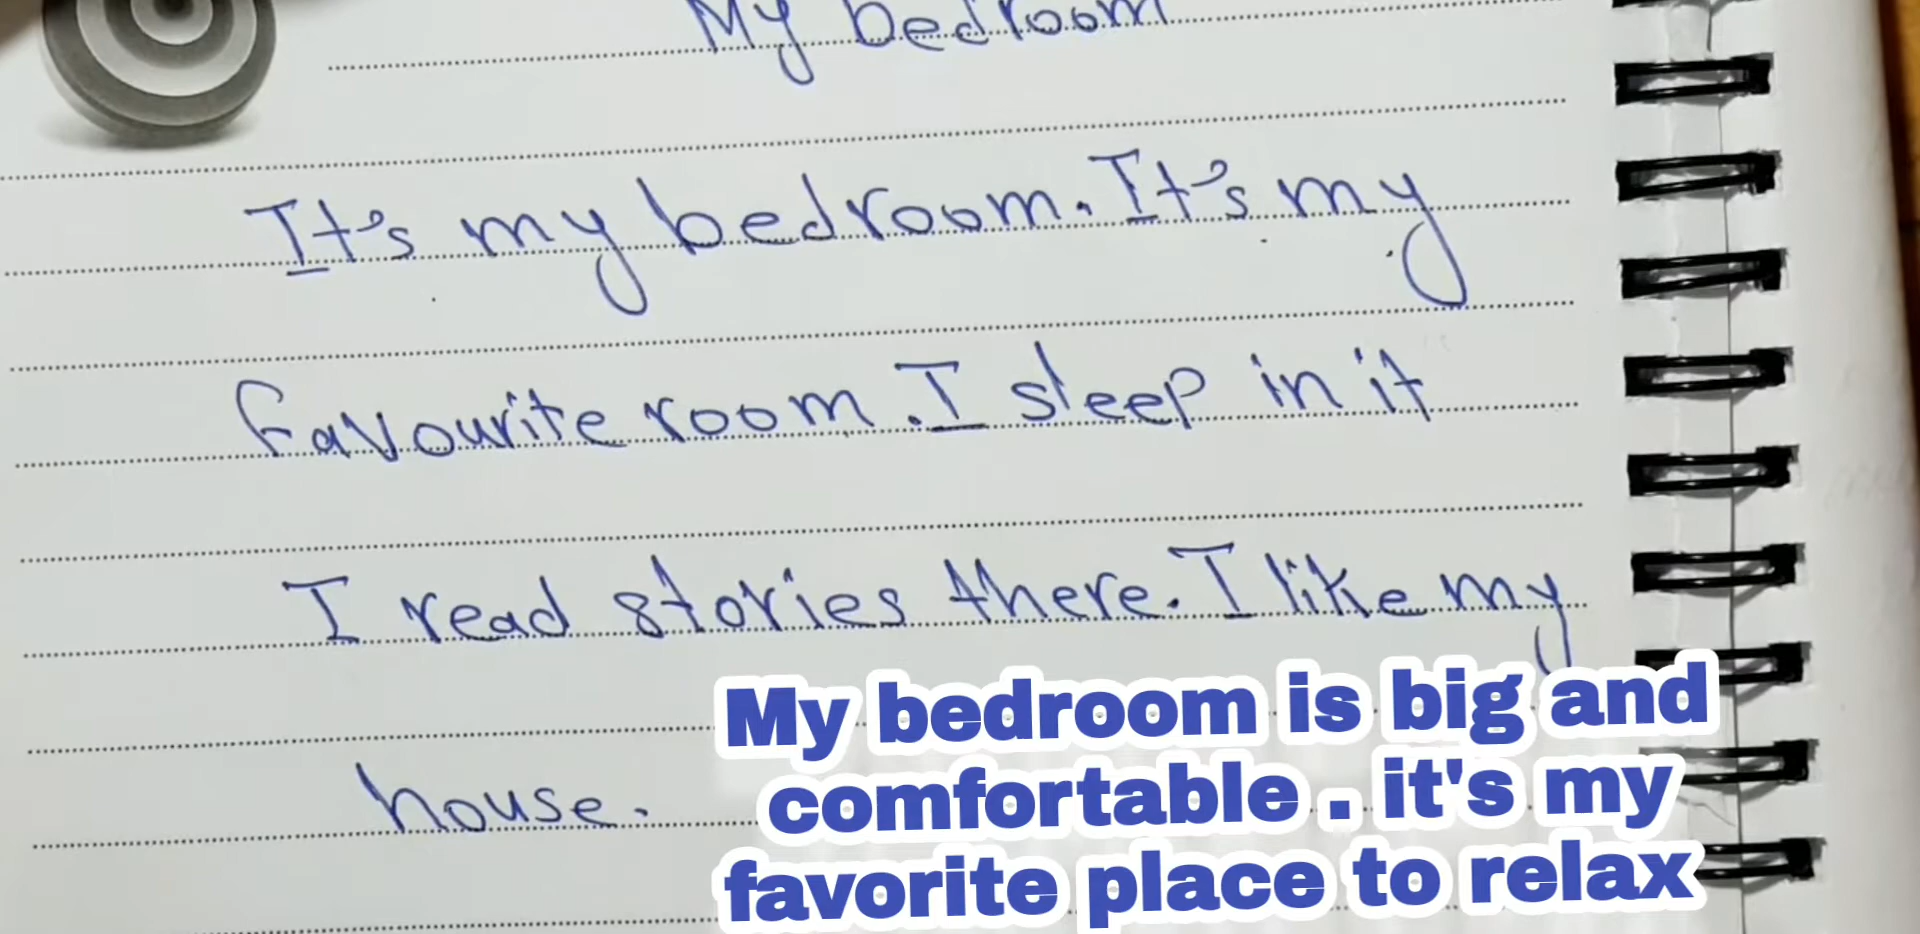 My bedroom
It's my bedroom. It's my
favourite room. I sleep in it
I read stories there. I like my
house.
My bedroom is big and
comfortable . it's my
favorite place to relax